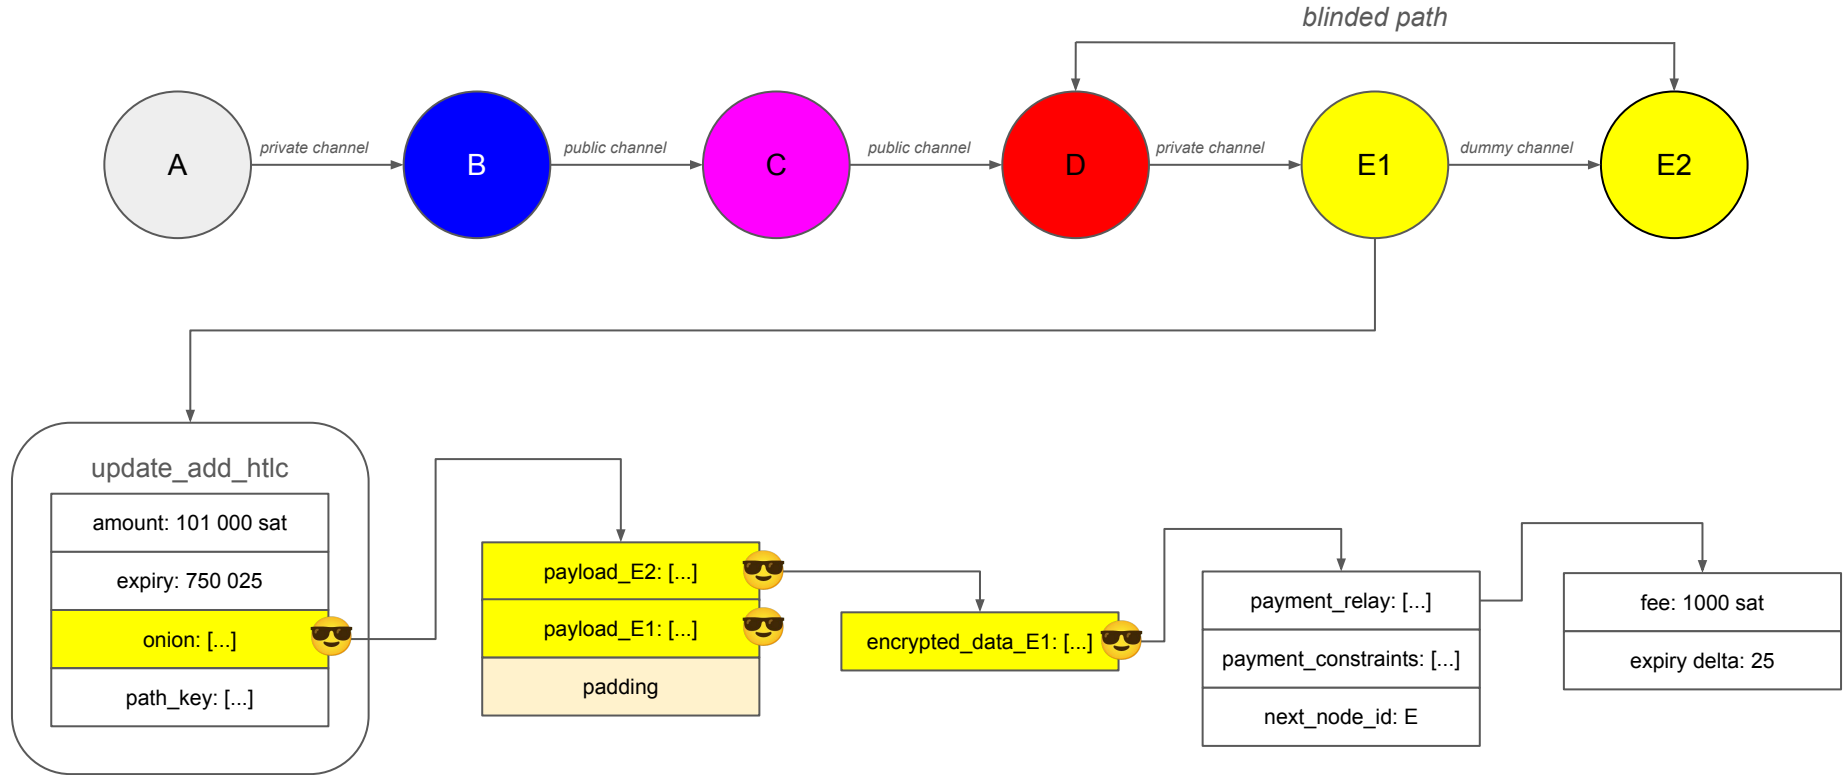 blinded path
A
private channel
B
public channel
C
public channel
D
private channel
E1
dummy channel
E2
update_add_htlc
amount: 101 000 sat
expiry: 750 025
onion: [...]
path_key: [...]
payload_E2: [...]
payload_E1: [...]
padding
encrypted_data_E1: [...]
payment_relay: [...]
payment_constraints: [...]
next_node_id: E
fee: 1000 sat
expiry delta: 25